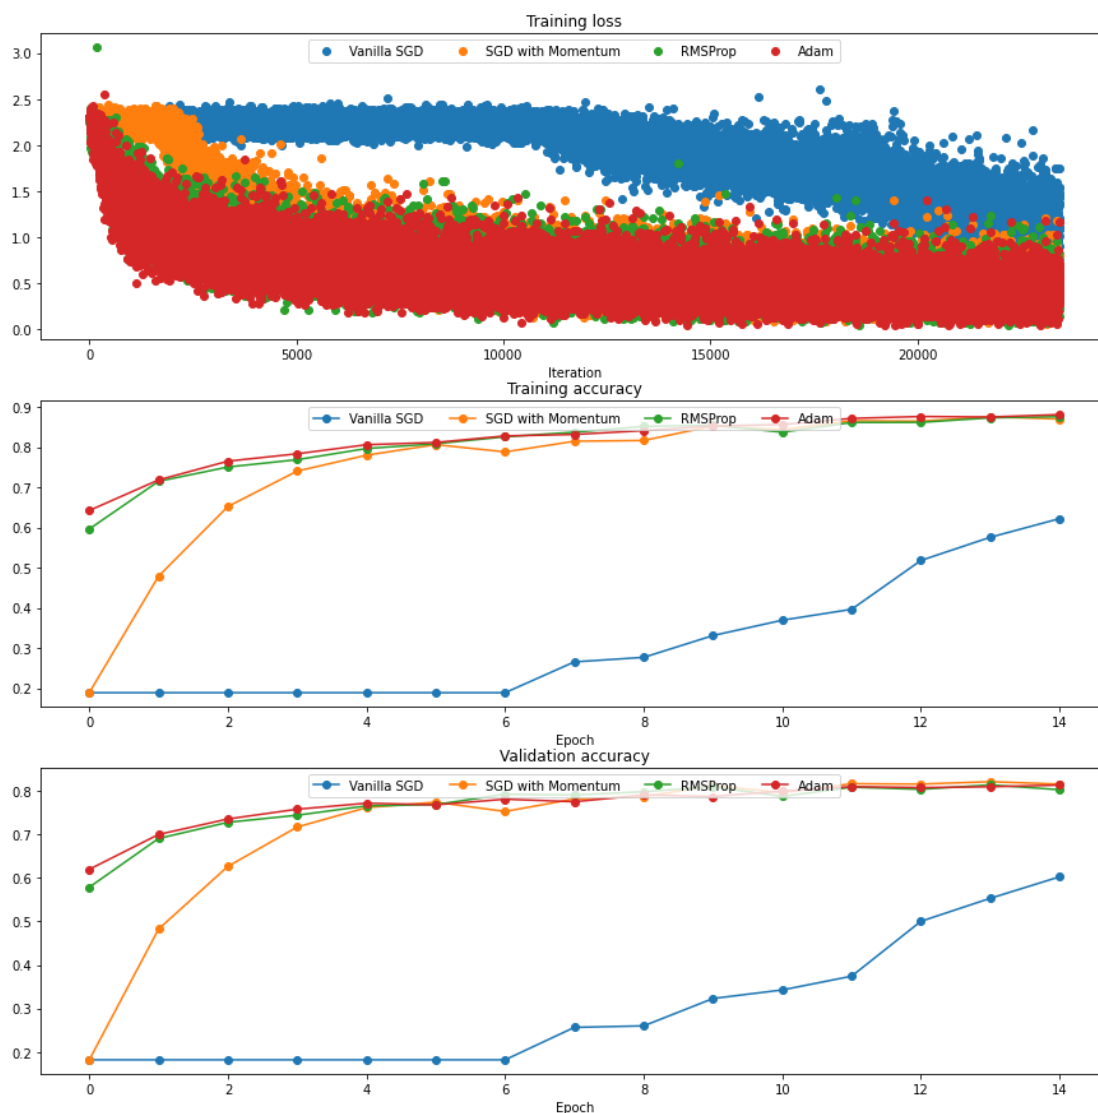 Training loss
Vanilla SGD SGD with Momentum RMSProp Adam
3.0
2.5
2.0
1.5
1.0
0.5
0.0
0 5000 10000 15000 20000
Iteration
Training accuracy
Vanilla SGD SGD with Momentum RMSProp Adam
0.9
0.8
0.7
0.6
0.5
0.4
0.3
0.2
0 2 4 6 8 10 12 14
Epoch
Validation accuracy
Vanilla SGD SGD with Momentum RMSProp Adam
0.8
0.7
0.6
0.5
0.4
0.3
0.2
0 2 4 6 8 10 12 14
Epoch